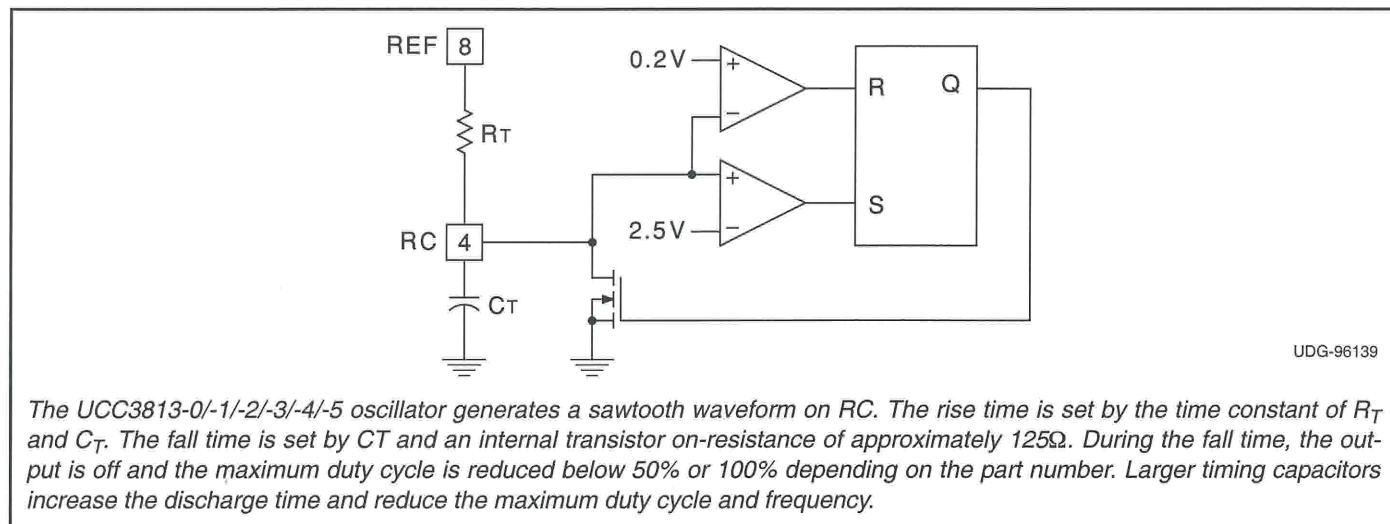 REF 8
0.2V
+
R
Q
RT
−
+
RC 4
2.5V
−
S
CT
UDG-96139
The UCC3813-0/-1/-2/-3/-4/-5 oscillator generates a sawtooth waveform on RC. The rise time is set by the time constant of RT
and CT. The fall time is set by CT and an internal transistor on-resistance of approximately 125Ω. During the fall time, the out-
put is off and the maximum duty cycle is reduced below 50% or 100% depending on the part number. Larger timing capacitors
increase the discharge time and reduce the maximum duty cycle and frequency.